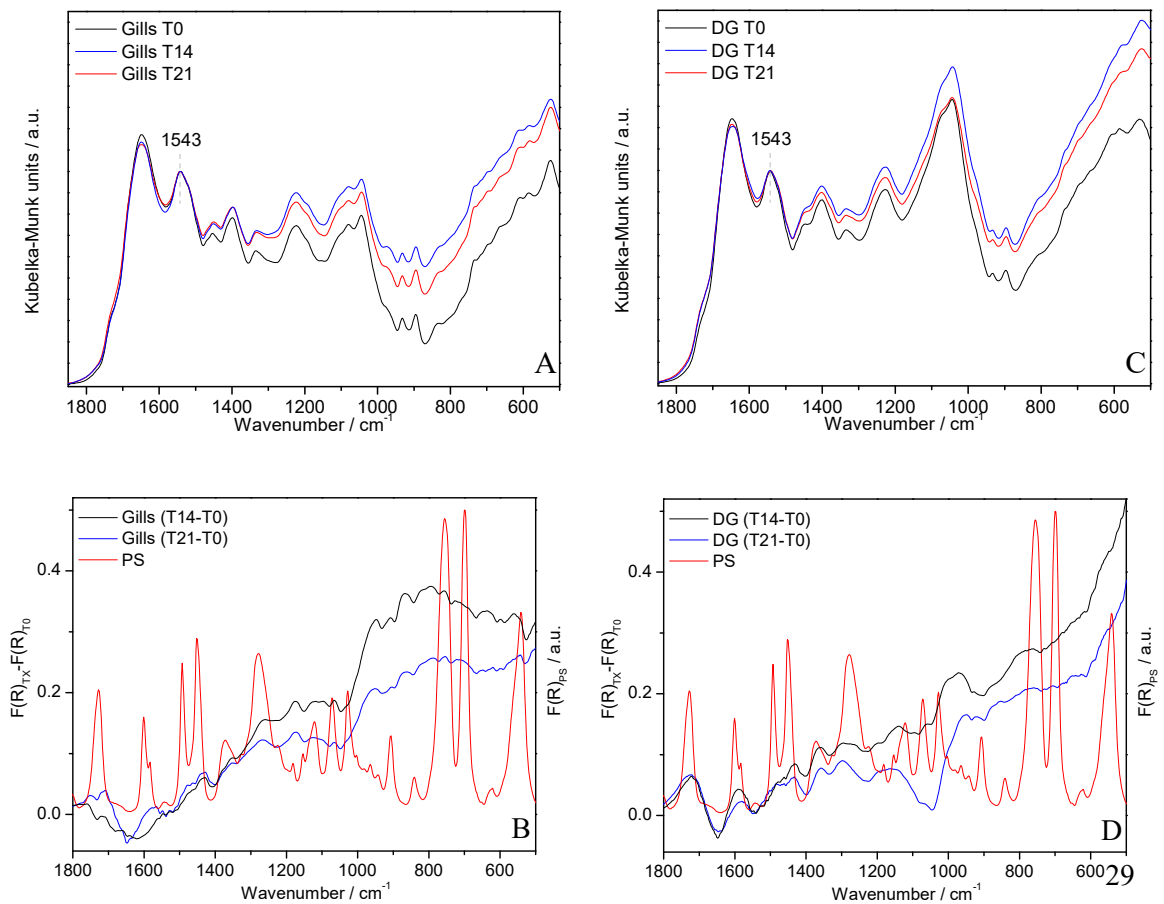 Gills T0
Gills T14
Gills T21
1543
Kubelka-Munk units / a.u.
A
1800 1600 1400 1200 1000 800 600
Wavenumber / cm-1
DG T0
DG T14
DG T21
1543
Kubelka-Munk units / a.u.
C
1800 1600 1400 1200 1000 800 600
Wavenumber / cm-1
Gills (T14-T0)
Gills (T21-T0)
PS
0.4
0.2
0.0
F(R)TX-F(R)T0
F(R)PS / a.u.
B
1800 1600 1400 1200 1000 800 600
Wavenumber / cm-1
DG (T14-T0)
DG (T21-T0)
PS
0.4
0.2
0.0
F(R)TX-F(R)T0
F(R)PS / a.u.
D
1800 1600 1400 1200 1000 800 600
Wavenumber / cm-1
29